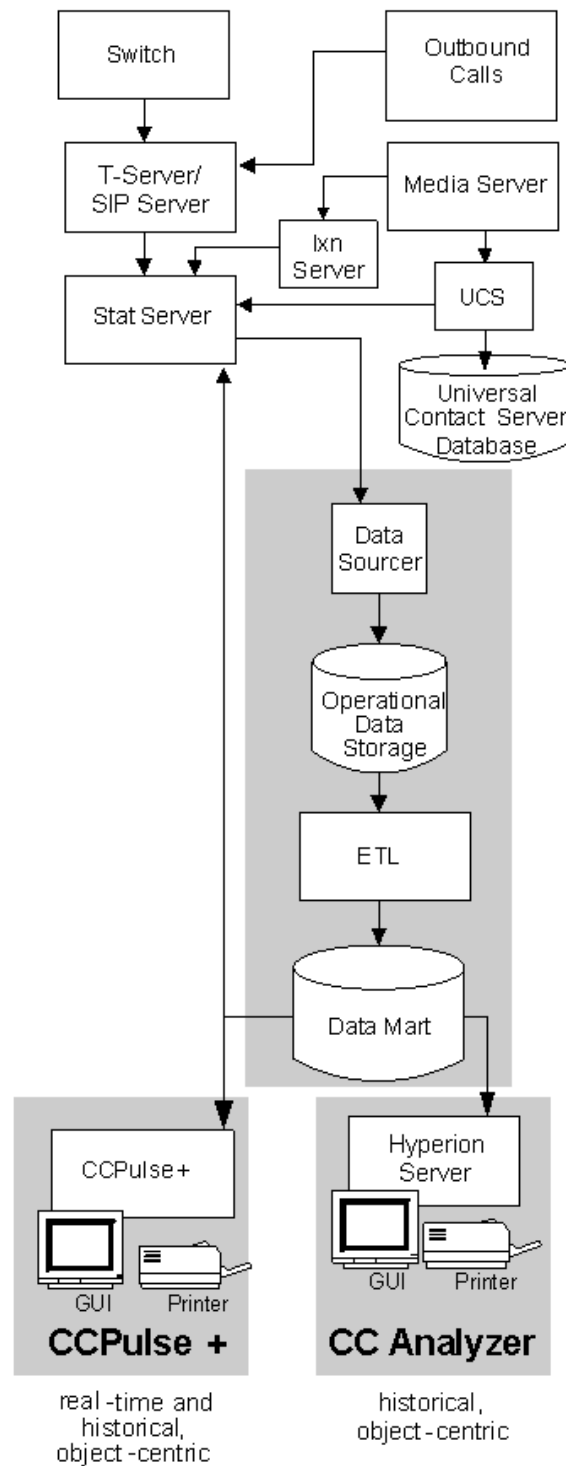 Switch
Outbound
Calls
T-Server/
SIP Server
Media Server
Ixn
Server
Stat Server
UCS
Universal
Contact Server
Database
Data
Sourcer
Operational
Data
Storage
ETL
Data Mart
CCPulse+
GUI
Printer
CCPulse +
real-time and
historical,
object-centric
Hyperion
Server
GUI
Printer
CC Analyzer
historical,
object-centric